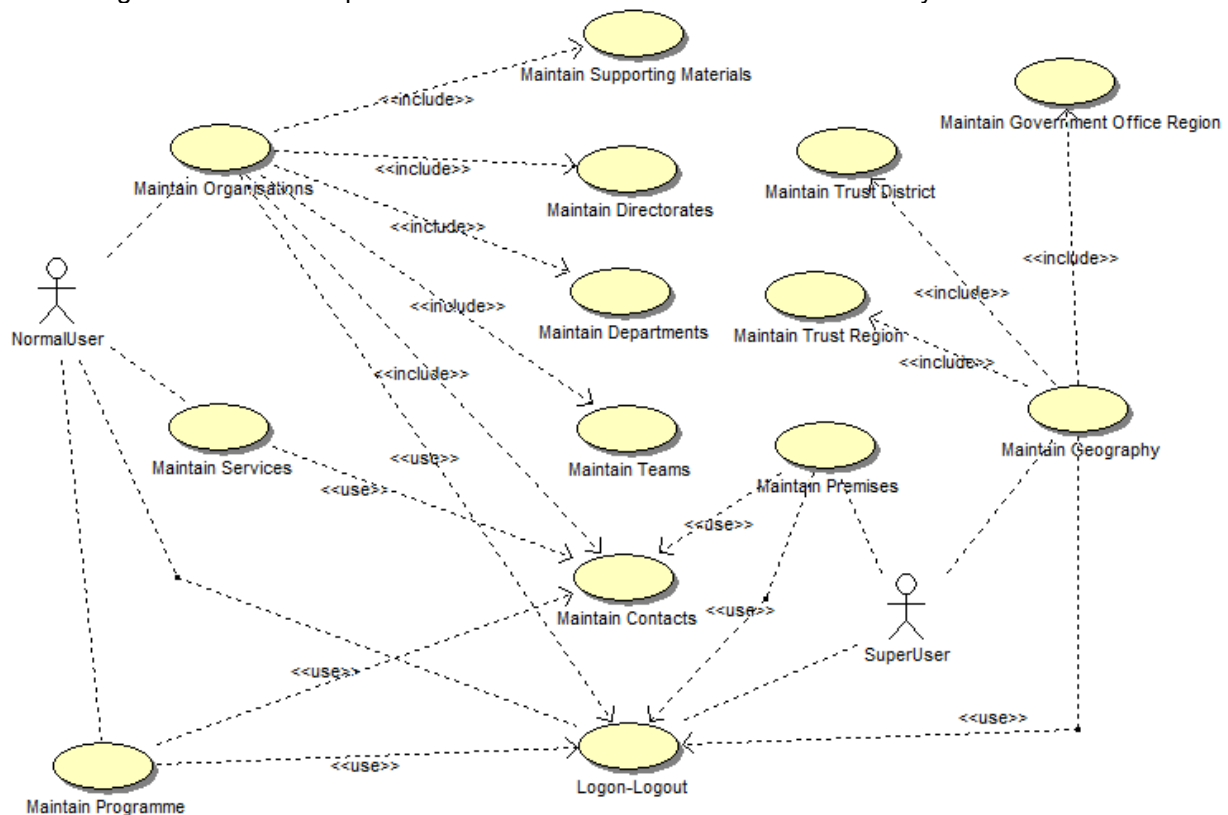 Maintain Supporting Materials
<<include>>
Maintain Government Office Region
<<include>>
Maintain Organisations
Maintain Trust District
Maintain Directorates
<<include>>
<<include>>
<<include>>
<<include>>
NormalUser
Maintain Departments
Maintain Trust Region
<<include>>
<<include>>
Maintain Services
<<use>>
Maintain Teams
Maintain Geography
<<use>>
Maintain Premises
<<use>>
Maintain Contacts
<<use>>
SuperUser
<<use>>
<<use>>
<<use>>
Logon-Logout
Maintain Programme